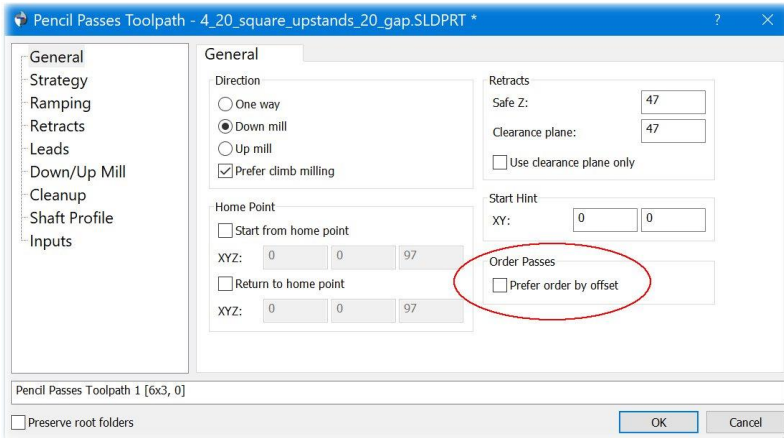 Pencil Passes Toolpath - 4_20_square_upstands_20_gap.SLDPRT *
General
Strategy
Ramping
Retracts
Leads
Down/Up Mill
Cleanup
Shaft Profile
Inputs
General
Direction
One way
Down mill
Up mill
Prefer climb milling
Home Point
Start from home point
XYZ: 0 0 97
Return to home point
XYZ: 0 0 97
Retracts
Safe Z: 47
Clearance plane: 47
Use clearance plane only
Start Hint
XY: 0 0
Order Passes
Prefer order by offset
Pencil Passes Toolpath 1 [6x3, 0]
Preserve root folders
OK Cancel